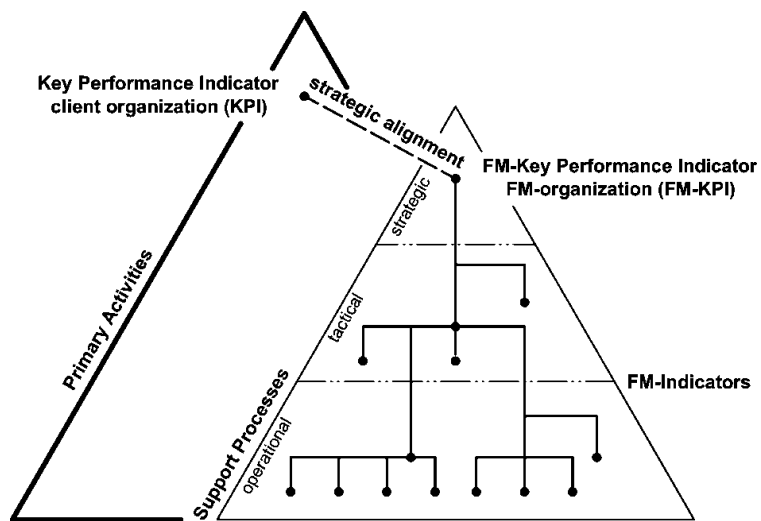 Key Performance Indicator
client organization (KPI)
strategic alignment
FM-Key Performance Indicator
FM-organization (FM-KPI)
strategic
Primary Activities
tactical
FM-Indicators
Support Processes
operational